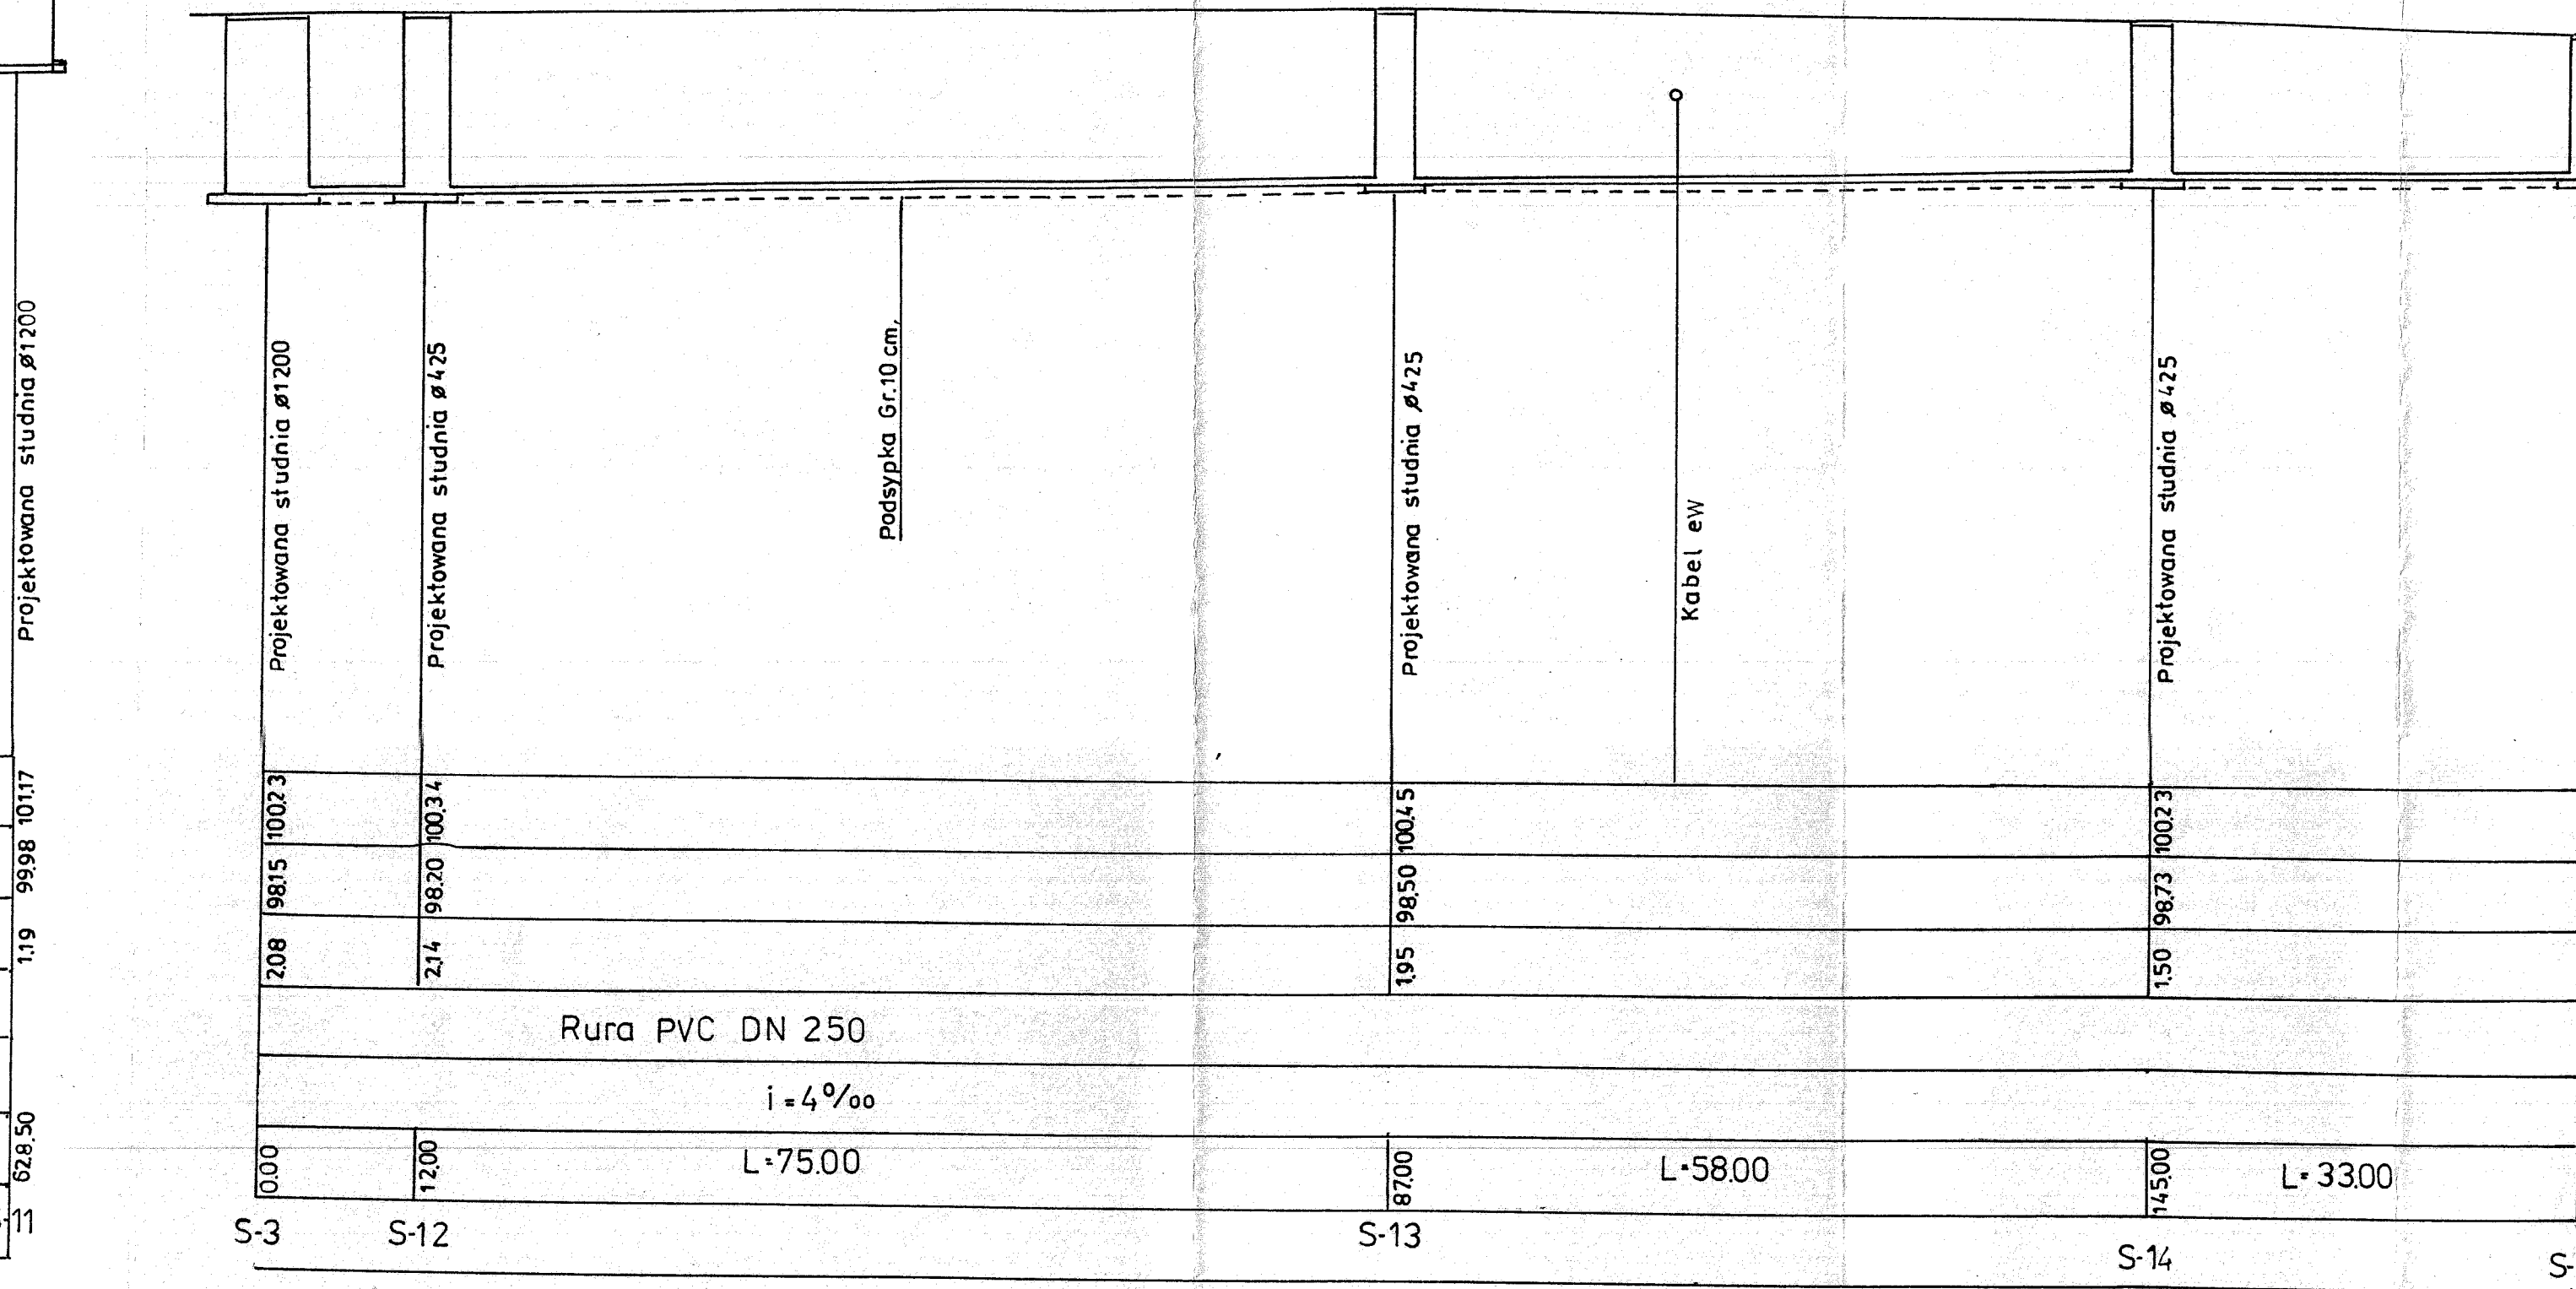 Projektowana studnia ø1200
101.17
99.98
1.19
628.50
11
Projektowana studnia ø1200
Projektowana studnia ø425
Podsypka Gr.10 cm,
Projektowana studnia ø425
Kabel eW
Projektowana studnia ø425
100.23 100.34 100.45 100.23
98.15 98.20 98.50 98.73
2.08 2.14 1.95 1.50
Rura PVC DN 250
i=4‰
0.00 12.00 L=75.00 87.00 L=58.00 145.00 L=33.00
S-3 S-12 S-13 S-14 S-